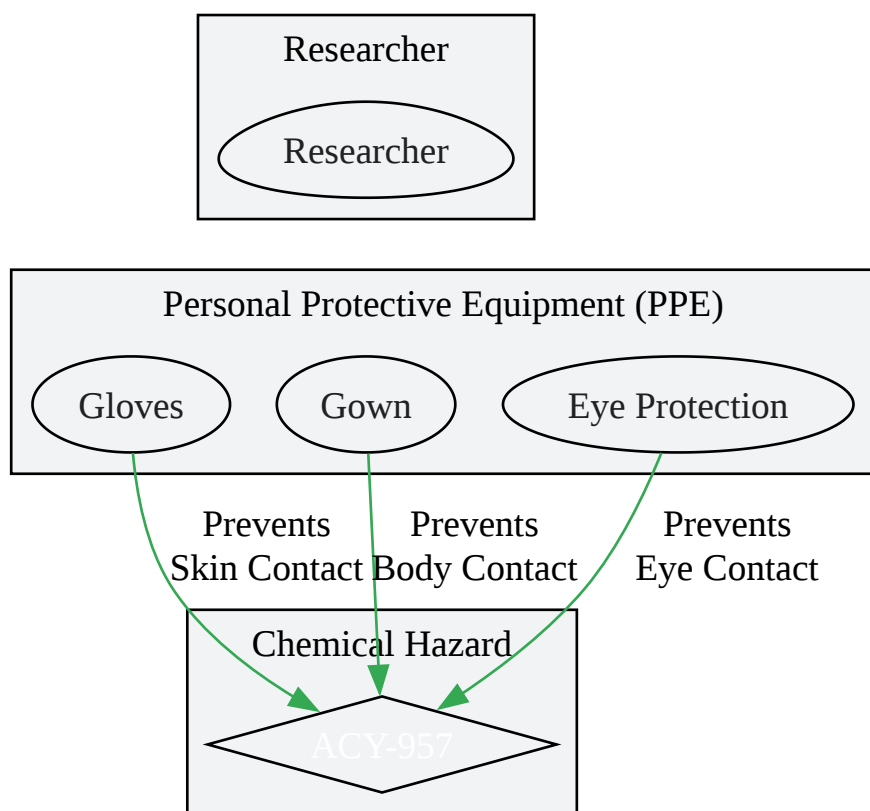 Researcher
Researcher
Personal Protective Equipment (PPE)
Gloves
Gown
Eye Protection
Prevents
Skin Contact
Prevents
Body Contact
Prevents
Eye Contact
Chemical Hazard
ACY-957